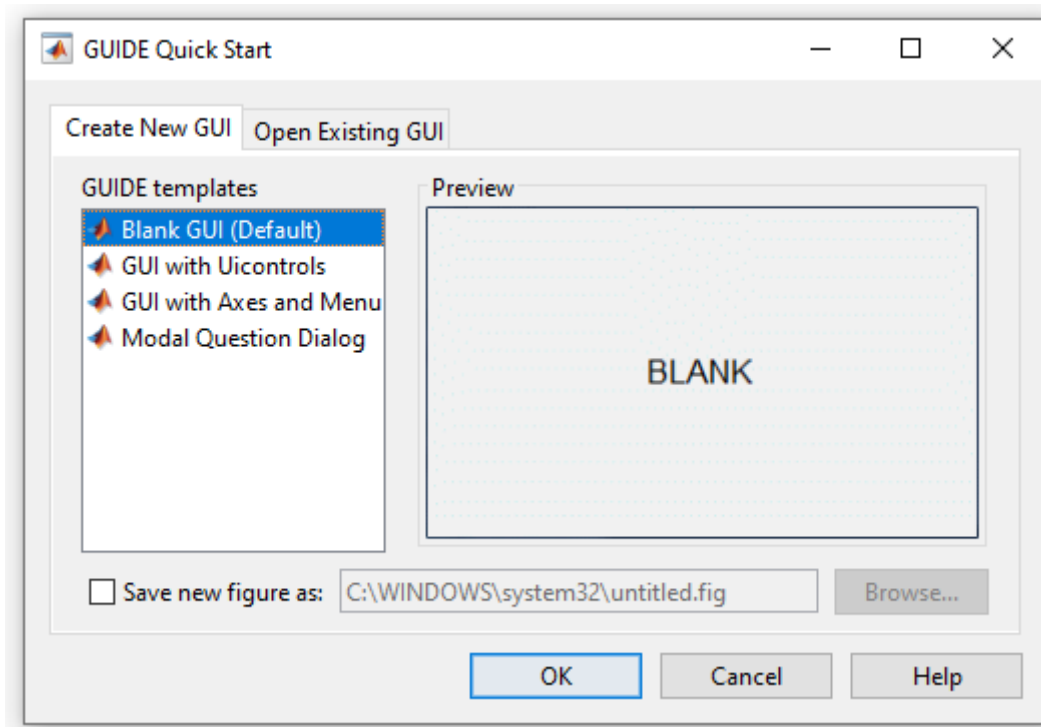 GUIDE Quick Start
Create New GUI
Open Existing GUI
GUIDE templates
Blank GUI (Default)
GUI with Uicontrols
GUI with Axes and Menu
Modal Question Dialog
Preview
BLANK
Save new figure as:
C:\WINDOWS\system32\untitled.fig
Browse...
OK
Cancel
Help